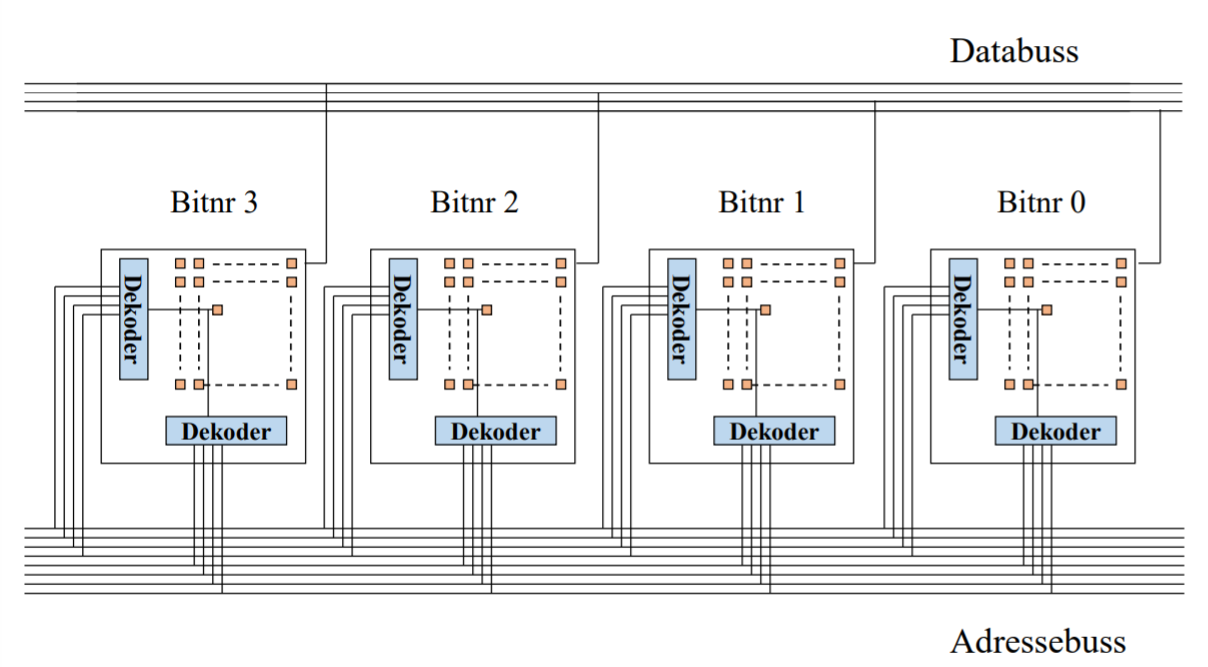 Databuss
Bitnr 3
Bitnr 2
Bitnr 1
Bitnr 0
Dekoder
Dekoder
Dekoder
Dekoder
Dekoder
Dekoder
Dekoder
Dekoder
Adressebuss